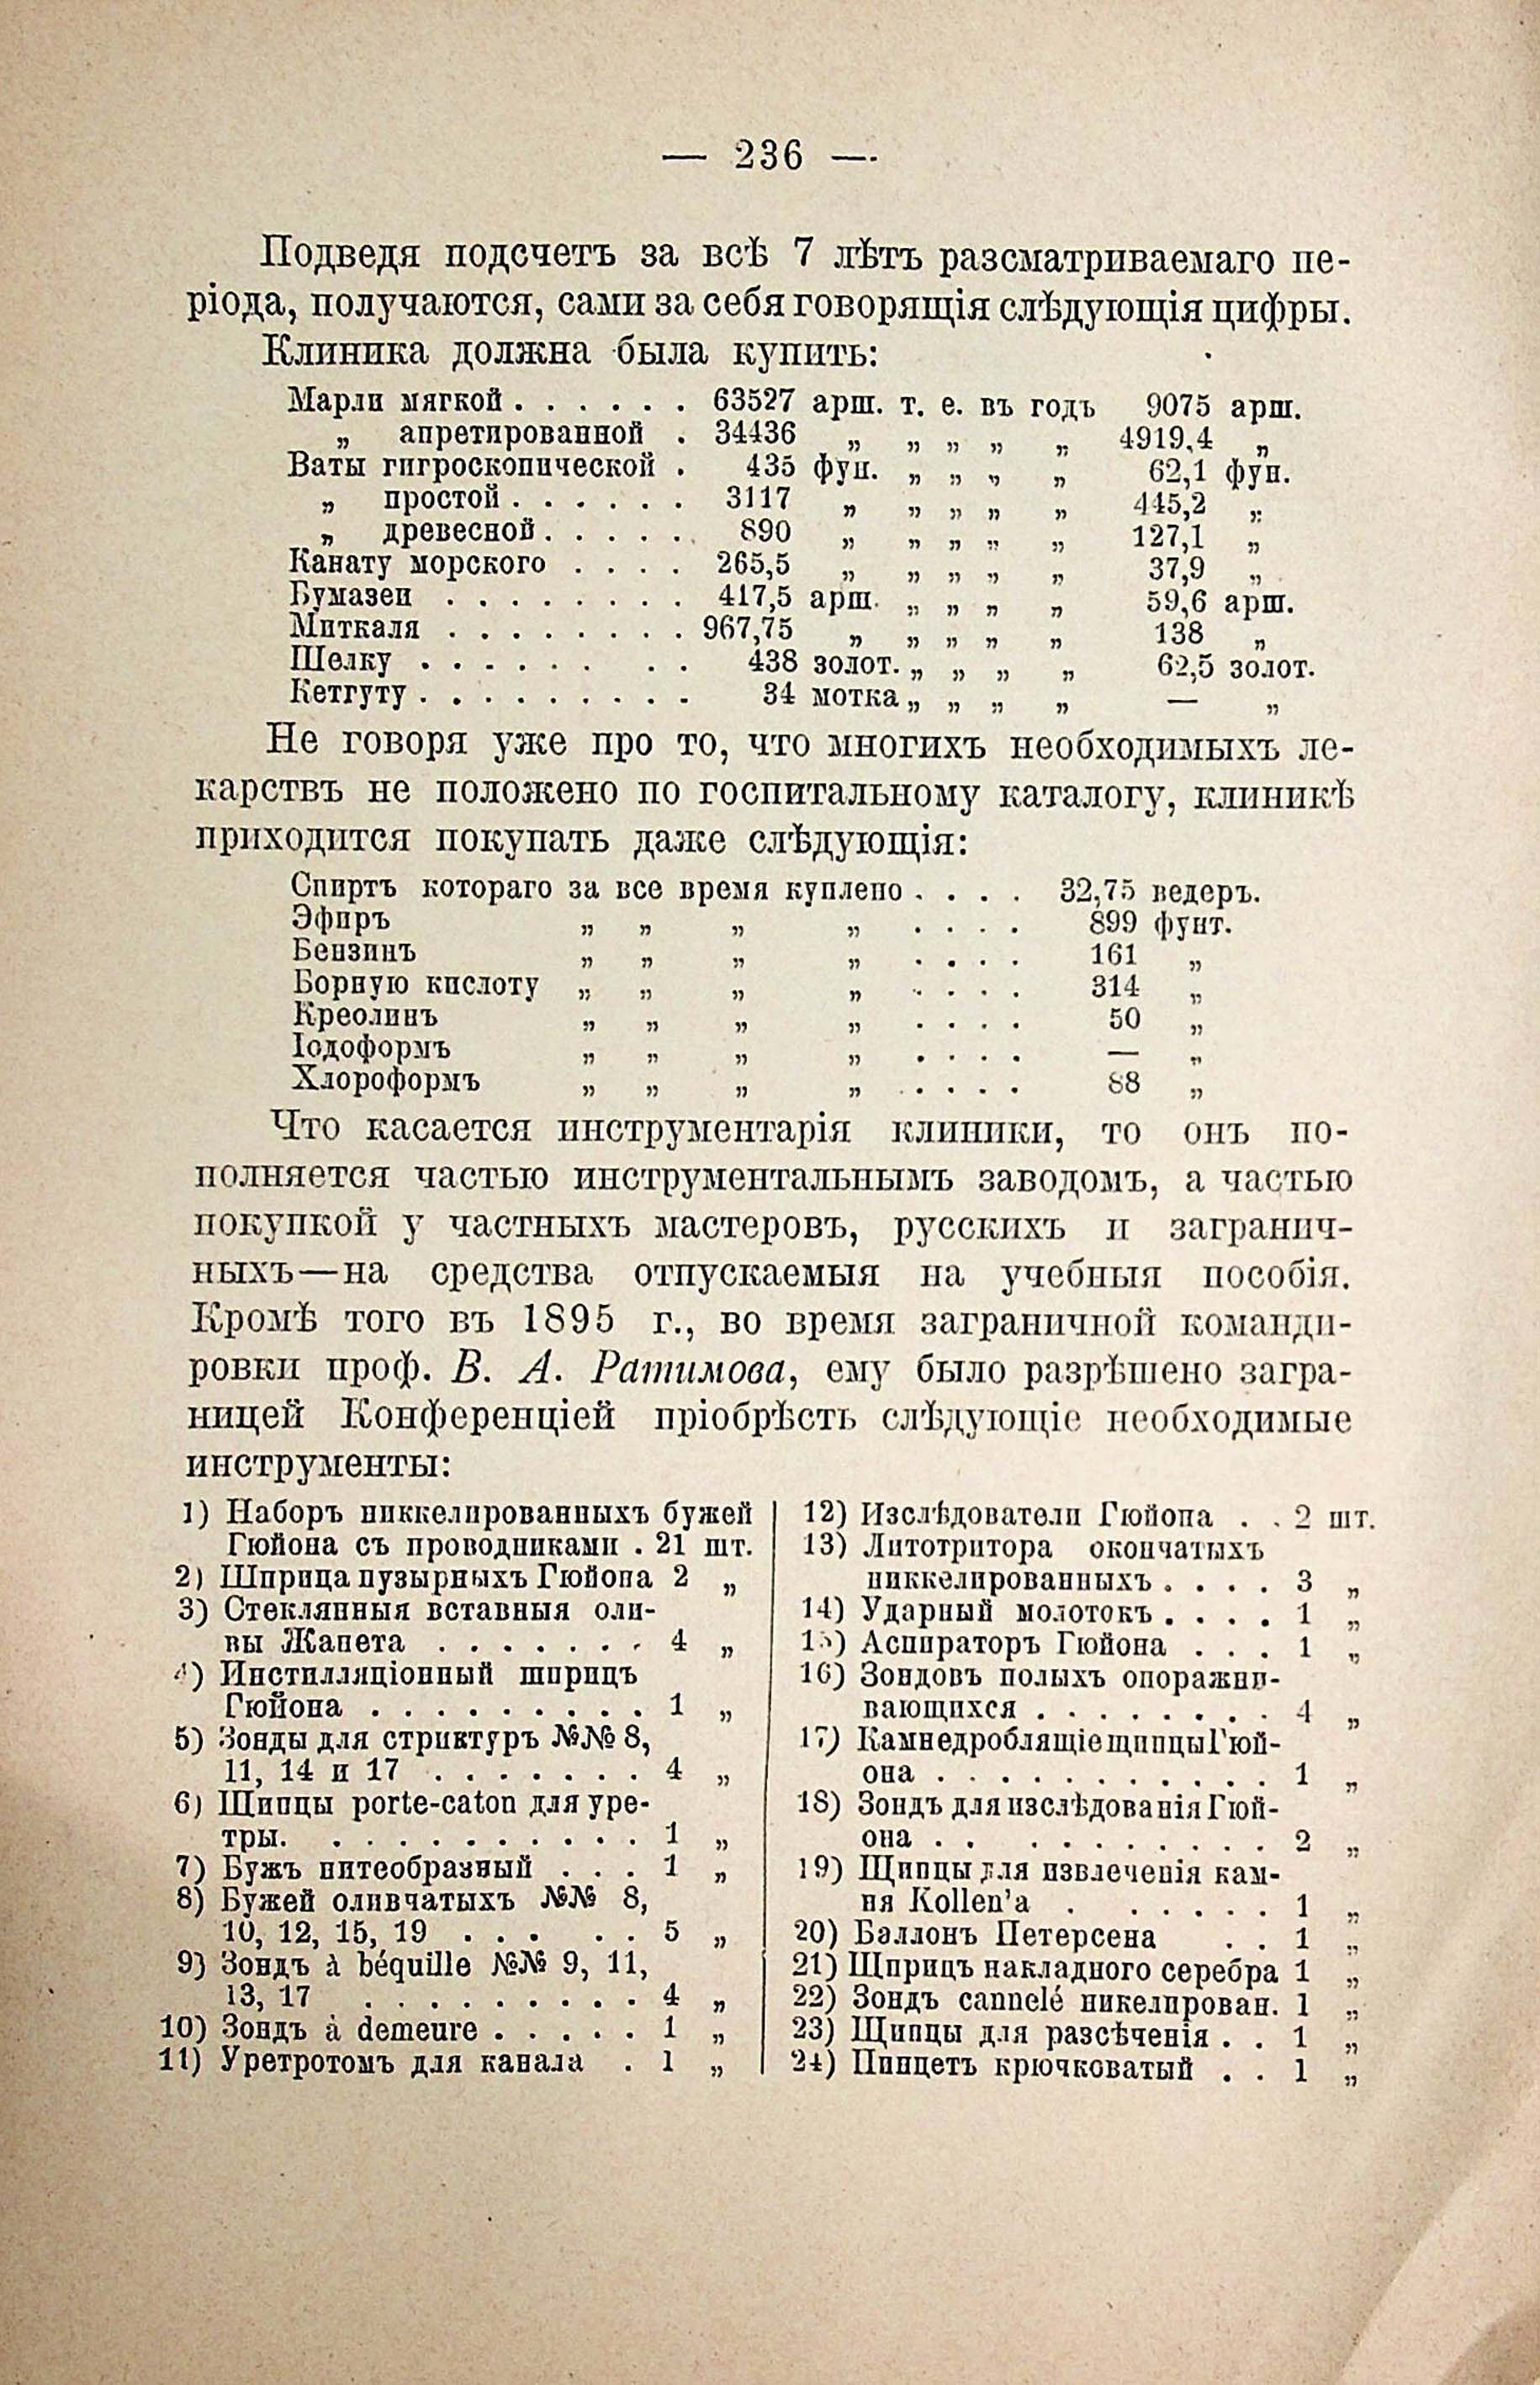 — 236 —
Подведя подсчетъ за всѣ 7 лѣтъ разсматриваемаго пе-
ріода, получаются, сами за себя говорящія слѣдующія цифры.
Клиника должна была купить:
Марли мягкой . . . . . . 63527 арш. т. е. въ годъ 9075 арш.
„ апретированной . 34436 „ „ „ „ „ 4919,4 „
Ваты гигроскопической . 435 фун. „ „ „ „ 62,1 фун.
„ простой . . . . . . 3117 „ „ „ „ „ 445,2 „
„ древесной . . . . . 890 „ „ „ „ „ 127,1 „
Канату морского . . . . 265,5 „ „ „ „ „ 37,9 „
Бумазеи . . . . . . . . 417,5 арш. „ „ „ „ 59,6 арш.
Миткаля . . . . . . . . 967,75 „ „ „ „ „ 138 „
Шелку . . . . . . . . 438 золот. „ „ „ „ 62,5 золот.
Кетгуту . . . . . . . . . 34 мотка „ „ „ „ — „
Не говоря уже про то, что многихъ необходимыхъ ле-
карствъ не положено по госпитальному каталогу, клиникѣ
приходится покупать даже слѣдующія:
Спиртъ котораго за все время куплено . . . . 32,75 ведеръ.
Эфиръ „ „ „ „ . . . . 899 фунт.
Бензинъ „ „ „ „ . . . . 161 „
Борную кислоту „ „ „ „ . . . . 314 „
Креолинъ „ „ „ „ . . . . 50 „
Іодоформъ „ „ „ „ . . . . — „
Хлороформъ „ „ „ „ . . . . 88 „
Что касается инструментарія клиники, то онъ по-
полняется частью инструментальнымъ заводомъ, а частью
покупкой у частныхъ мастеровъ, русскихъ и загранич-
ныхъ—на средства отпускаемыя на учебныя пособія.
Кромѣ того въ 1895 г., во время заграничной команди-
ровки проф. В. А. Ратимова, ему было разрѣшено загра-
ницей Конференціей пріобрѣсть слѣдующіе необходимые
инструменты:
1) Наборъ никкелированныхъ бужей
Гюйона съ проводниками . 21 шт.
2) Шприца пузырныхъ Гюйона 2 „
3) Стеклянныя вставныя оли-
вы Жанета . . . . . . . 4 „
4) Инстилляціонный шприцъ
Гюйона . . . . . . . . . 1 „
5) Зонды для стриктуръ №№ 8,
11, 14 и 17 . . . . . . . 4 „
6) Щипцы porte-caton для уре-
тры. . . . . . . . . . . 1 „
7) Бужъ нитеобразный . . . 1 „
8) Бужей оливчатыхъ №№ 8,
10, 12, 15, 19 . . . . . . 5 „
9) Зондъ à béquille №№ 9, 11,
13, 17 . . . . . . . . . 4 „
10) Зондъ à demeure . . . . . 1 „
11) Уретротомъ для канала . 1 „
12) Изслѣдователи Гюйона . . 2 шт.
13) Литотритора окончатыхъ
никкелированныхъ . . . . 3 „
14) Ударный молотокъ . . . . 1 „
15) Аспираторъ Гюйона . . . 1 „
16) Зондовъ полыхъ опоражни-
вающихся . . . . . . . . 4 „
17) Камнедроблящіе щипцы Гюй-
она . . . . . . . . . . . 1 „
18) Зондъ для изслѣдованія Гюй-
она . . . . . . . . . . 2 „
19) Щипцы для извлеченія кам-
ня Kollen’a . . . . . . 1 „
20) Баллонъ Петерсена . . 1 „
21) Шприцъ накладного серебра 1 „
22) Зондъ cannelé никелирован. 1 „
23) Щипцы для разсѣченія . . 1 „
24) Пинцетъ крючковатый . . 1 „